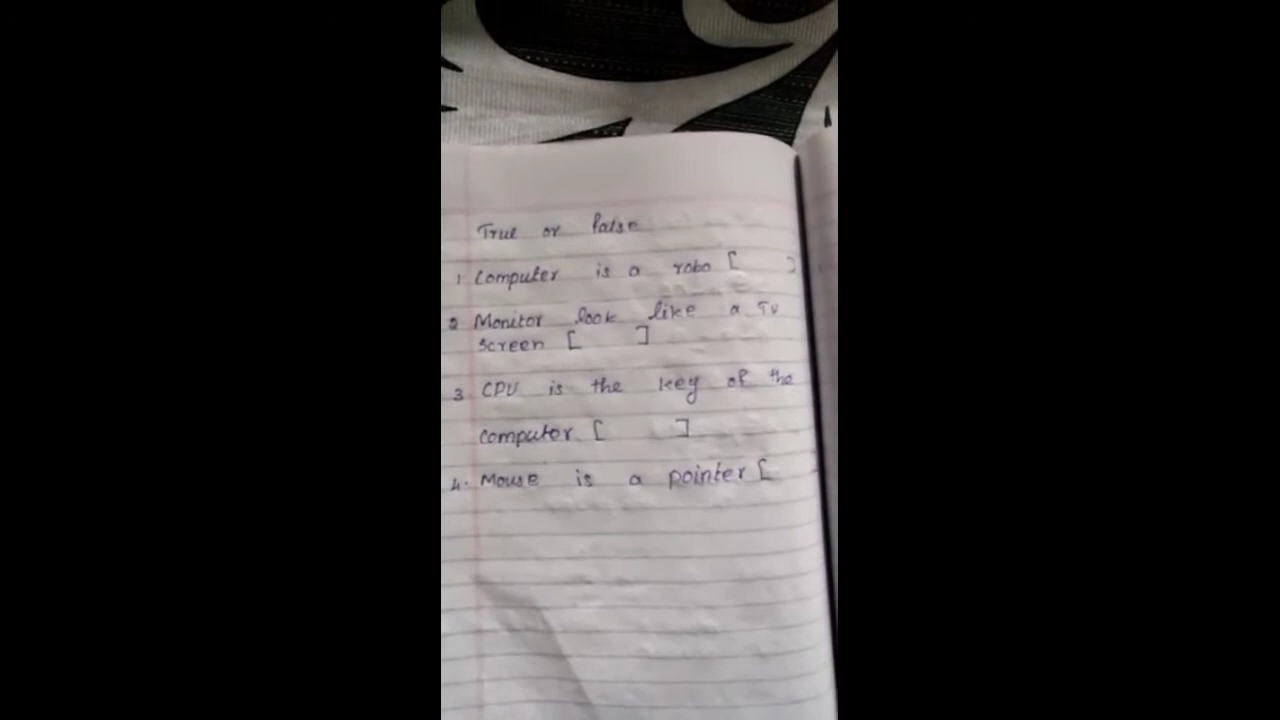 True or false
1 Computer is a robo [ ]
2 Monitor look like a Tv
screen [ ]
3 CPU is the key of the
computer [ ]
4. Mouse is a pointer [